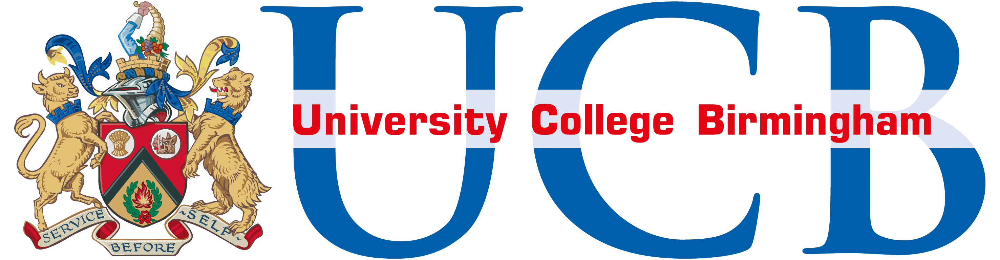 UCB
University College Birmingham
SERVICE
BEFORE
~SELF~